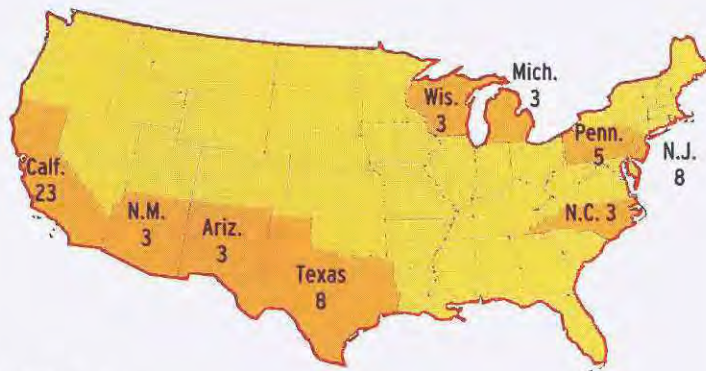 Mich.
3
Wis.
3
Penn.
5
N.J.
8
Calf.
23
N.M.
3
Ariz.
3
N.C. 3
Texas
8